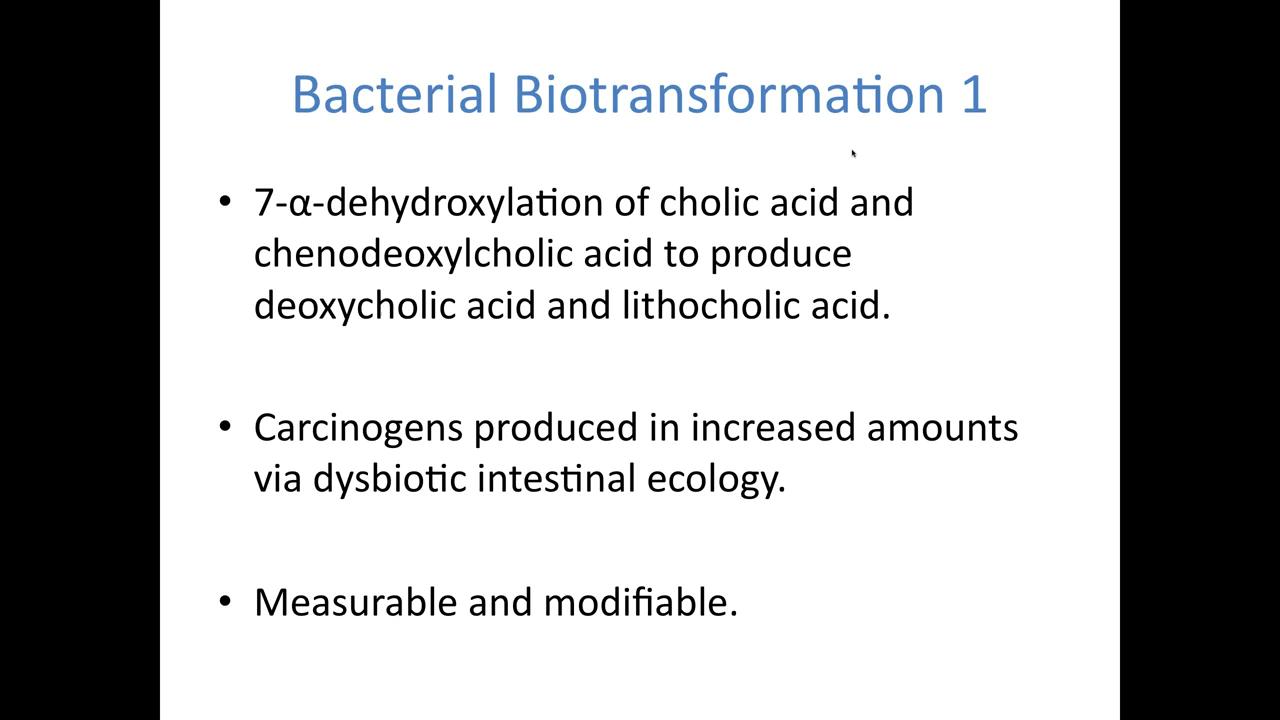 Bacterial Biotransformation 1
• 7-α-dehydroxylation of cholic acid and
chenodeoxylcholic acid to produce
deoxycholic acid and lithocholic acid.
• Carcinogens produced in increased amounts
via dysbiotic intestinal ecology.
• Measurable and modifiable.